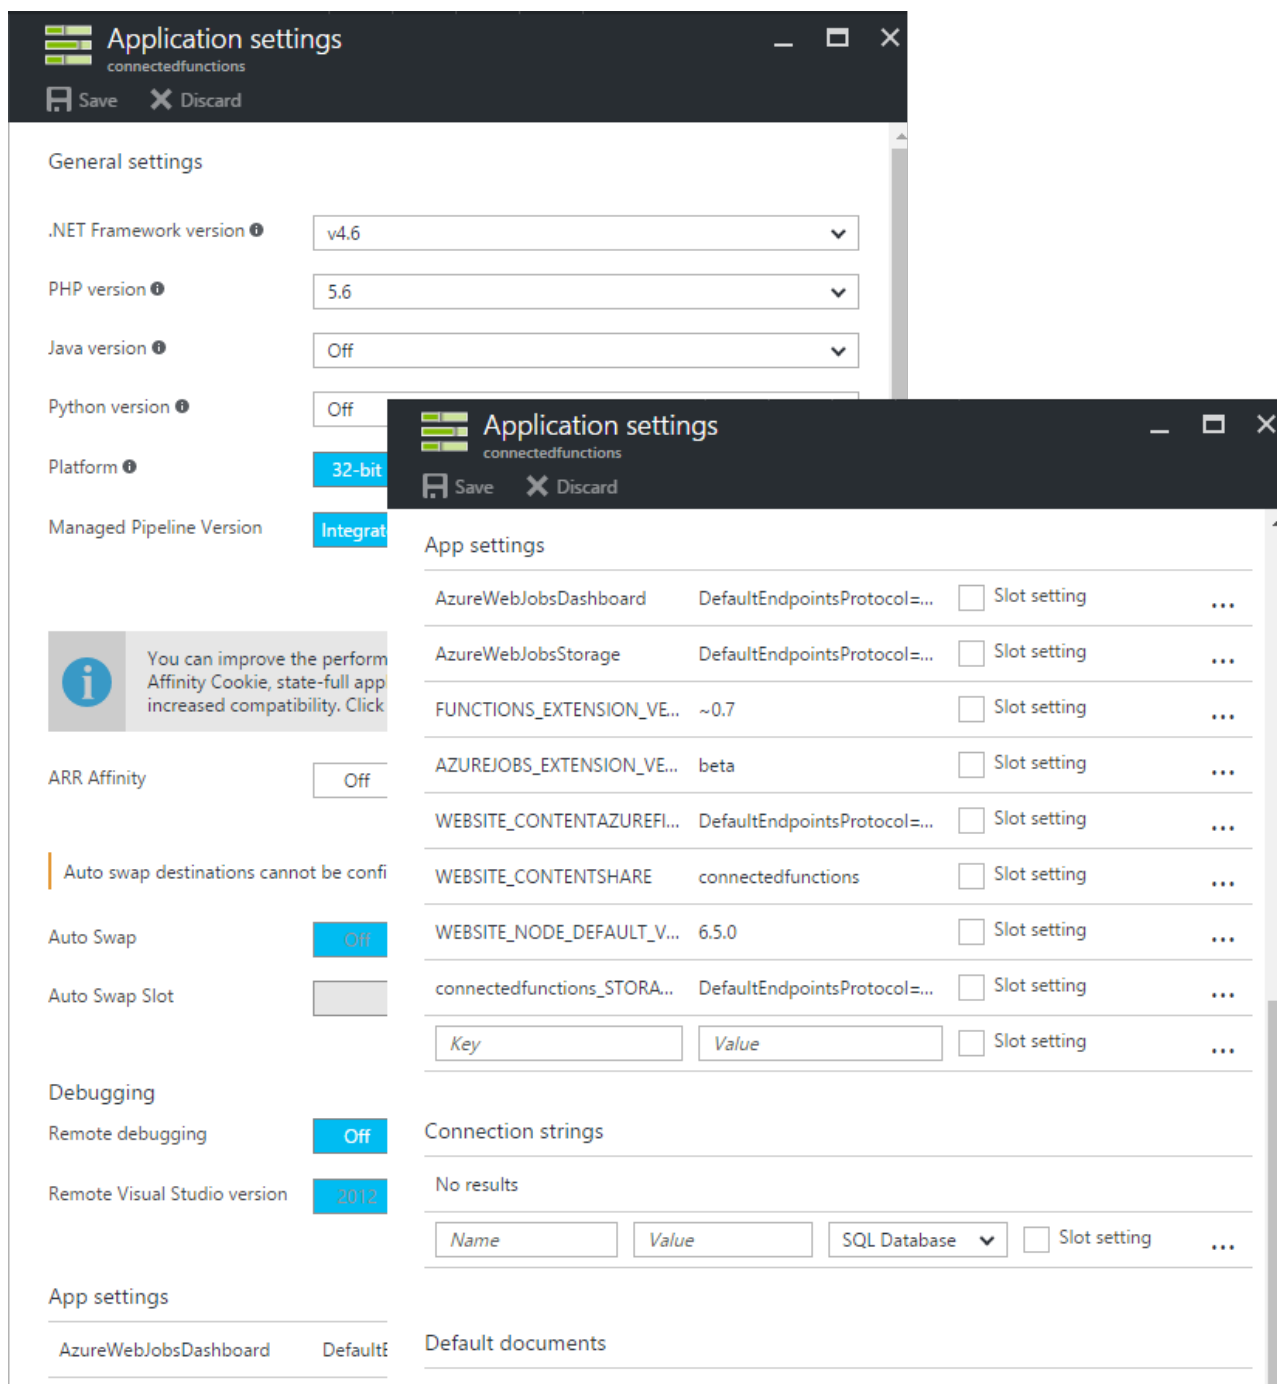 Application settings
connectedfunctions
Save Discard
General settings
.NET Framework version v4.6
PHP version 5.6
Java version Off
Python version Off
Platform 32-bit
Managed Pipeline Version Integrat
You can improve the perform
Affinity Cookie, state-full appl
increased compatibility. Click
ARR Affinity Off
Auto swap destinations cannot be confi
Auto Swap Off
Auto Swap Slot
Debugging
Remote debugging Off
Remote Visual Studio version 2012
App settings
AzureWebJobsDashboard DefaultE
Application settings
connectedfunctions
Save Discard
App settings
AzureWebJobsDashboard DefaultEndpointsProtocol=... Slot setting ...
AzureWebJobsStorage DefaultEndpointsProtocol=... Slot setting ...
FUNCTIONS_EXTENSION_VE... ~0.7 Slot setting ...
AZUREJOBS_EXTENSION_VE... beta Slot setting ...
WEBSITE_CONTENTAZUREFI... DefaultEndpointsProtocol=... Slot setting ...
WEBSITE_CONTENTSHARE connectedfunctions Slot setting ...
WEBSITE_NODE_DEFAULT_V... 6.5.0 Slot setting ...
connectedfunctions_STORA... DefaultEndpointsProtocol=... Slot setting ...
Key Value Slot setting ...
Connection strings
No results
Name Value SQL Database Slot setting ...
Default documents